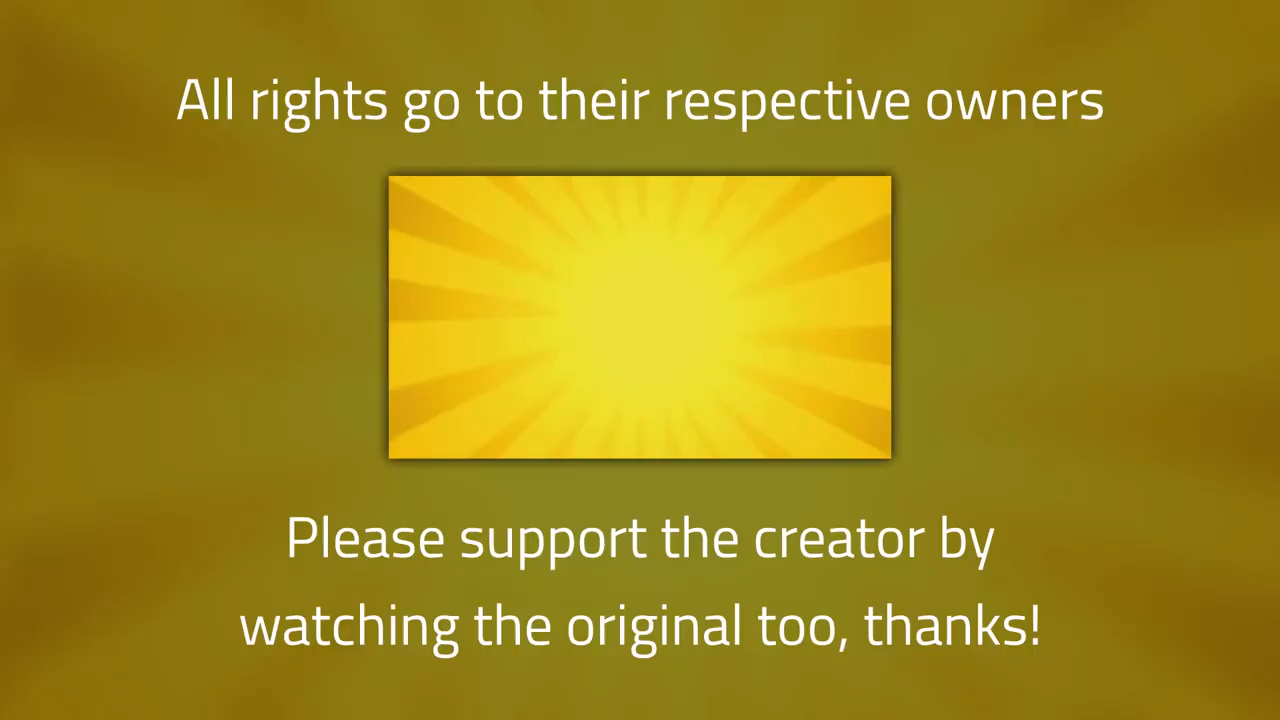 All rights go to their respective owners
Please support the creator by
watching the original too, thanks!